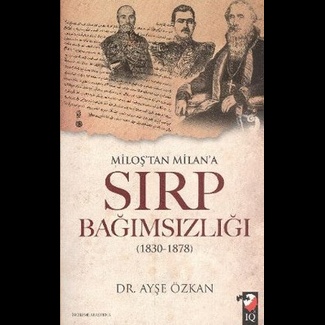 MİLOŞ'TAN MİLAN'A
SIRP
BAĞIMSIZLIĞI
(1830-1878)
DR. AYŞE ÖZKAN
IQ